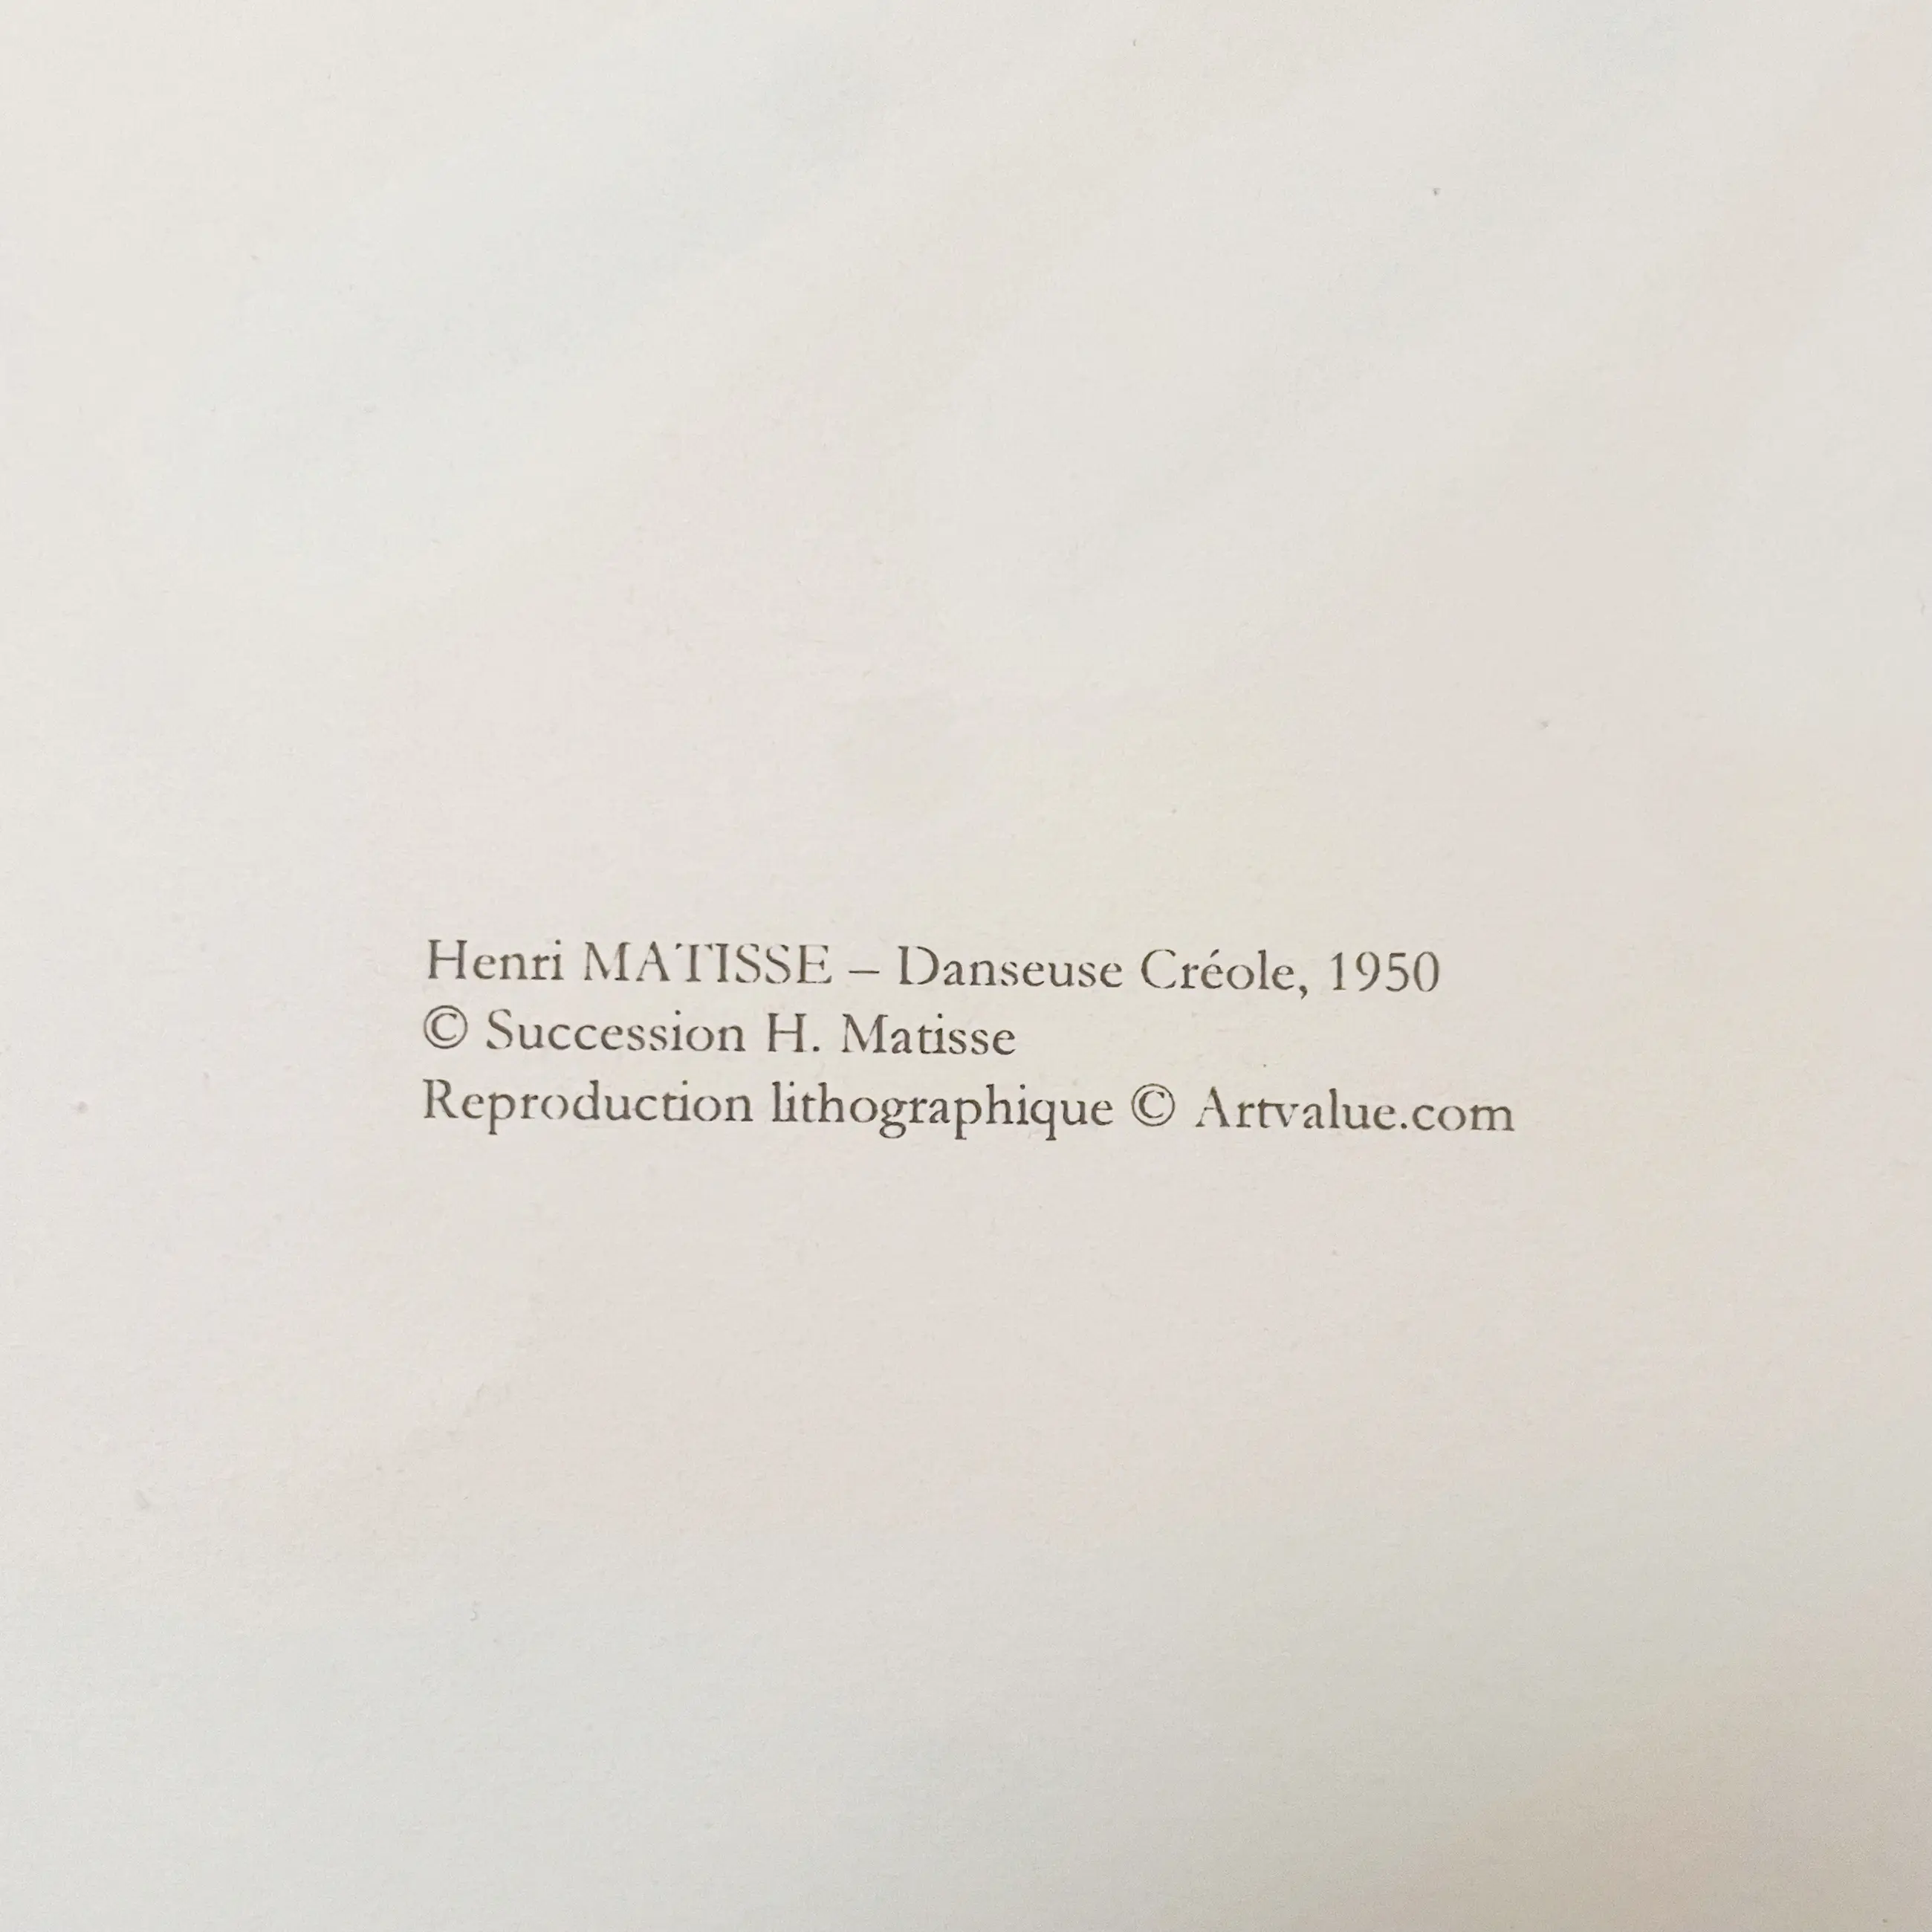 Henri MATISSE – Danseuse Créole, 1950
© Succession H. Matisse
Reproduction lithographique © Artvalue.com